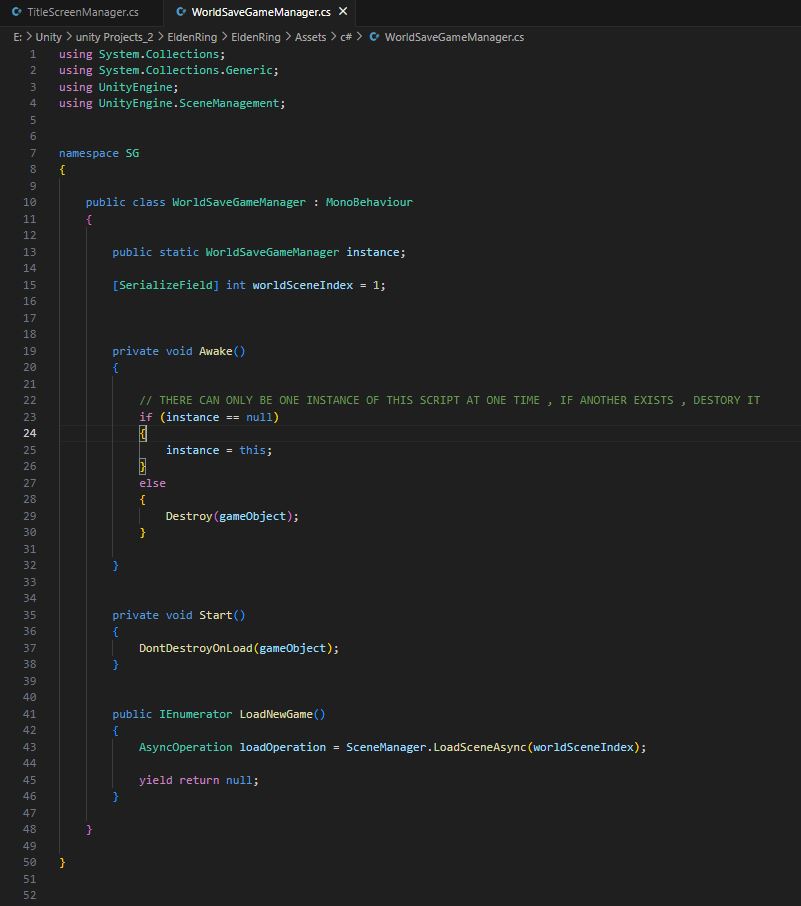 TitleScreenManager.cs WorldSaveGameManager.cs ×
E: > Unity > unity Projects_2 > EldenRing > EldenRing > Assets > c# > WorldSaveGameManager.cs
1 using System.Collections;
2 using System.Collections.Generic;
3 using UnityEngine;
4 using UnityEngine.SceneManagement;
5
6
7 namespace SG
8 {
9
10 public class WorldSaveGameManager : MonoBehaviour
11 {
12
13 public static WorldSaveGameManager instance;
14
15 [SerializeField] int worldSceneIndex = 1;
16
17
18
19 private void Awake()
20 {
21
22 // THERE CAN ONLY BE ONE INSTANCE OF THIS SCRIPT AT ONE TIME , IF ANOTHER EXISTS , DESTORY IT
23 if (instance == null)
24 {
25 instance = this;
26 }
27 else
28 {
29 Destroy(gameObject);
30 }
31
32 }
33
34
35 private void Start()
36 {
37 DontDestroyOnLoad(gameObject);
38 }
39
40
41 public IEnumerator LoadNewGame()
42 {
43 AsyncOperation loadOperation = SceneManager.LoadSceneAsync(worldSceneIndex);
44
45 yield return null;
46 }
47
48 }
49
50 }
51
52